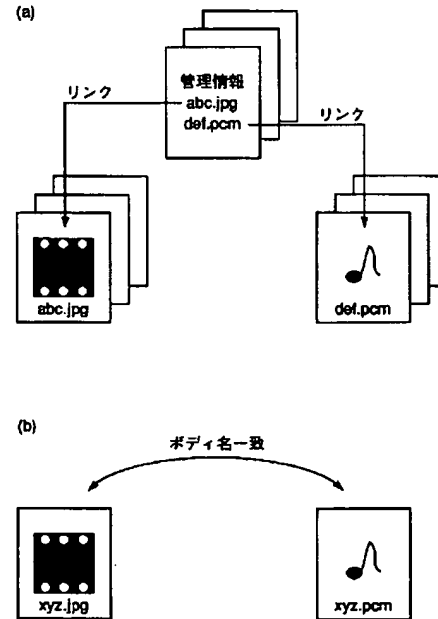 (a)
管理情報
リンク
abc.jpg
def.pcm
リンク
abc.jpg
def.pcm
(b)
ボディ名一致
xyz.jpg
xyz.pcm